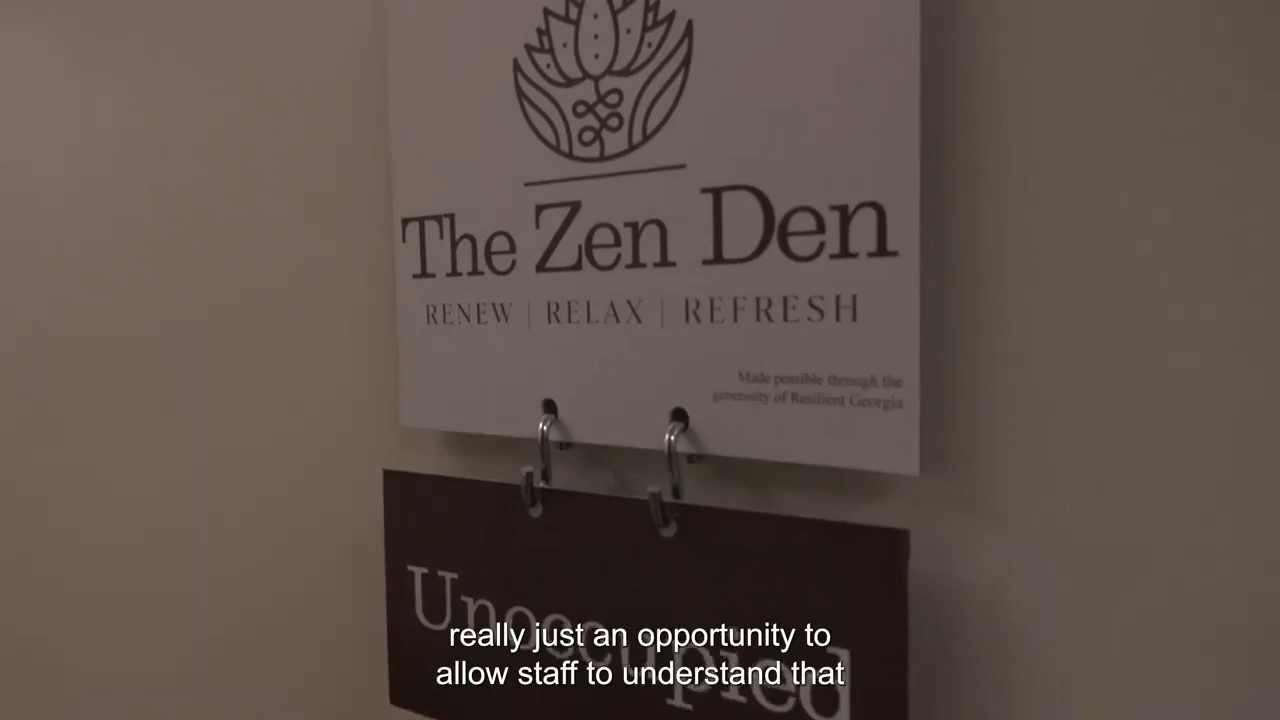 The Zen Den
RENEW | RELAX | REFRESH
Made possible through the
generosity of Resilient Georgia
Unoccupied
really just an opportunity to
allow staff to understand that